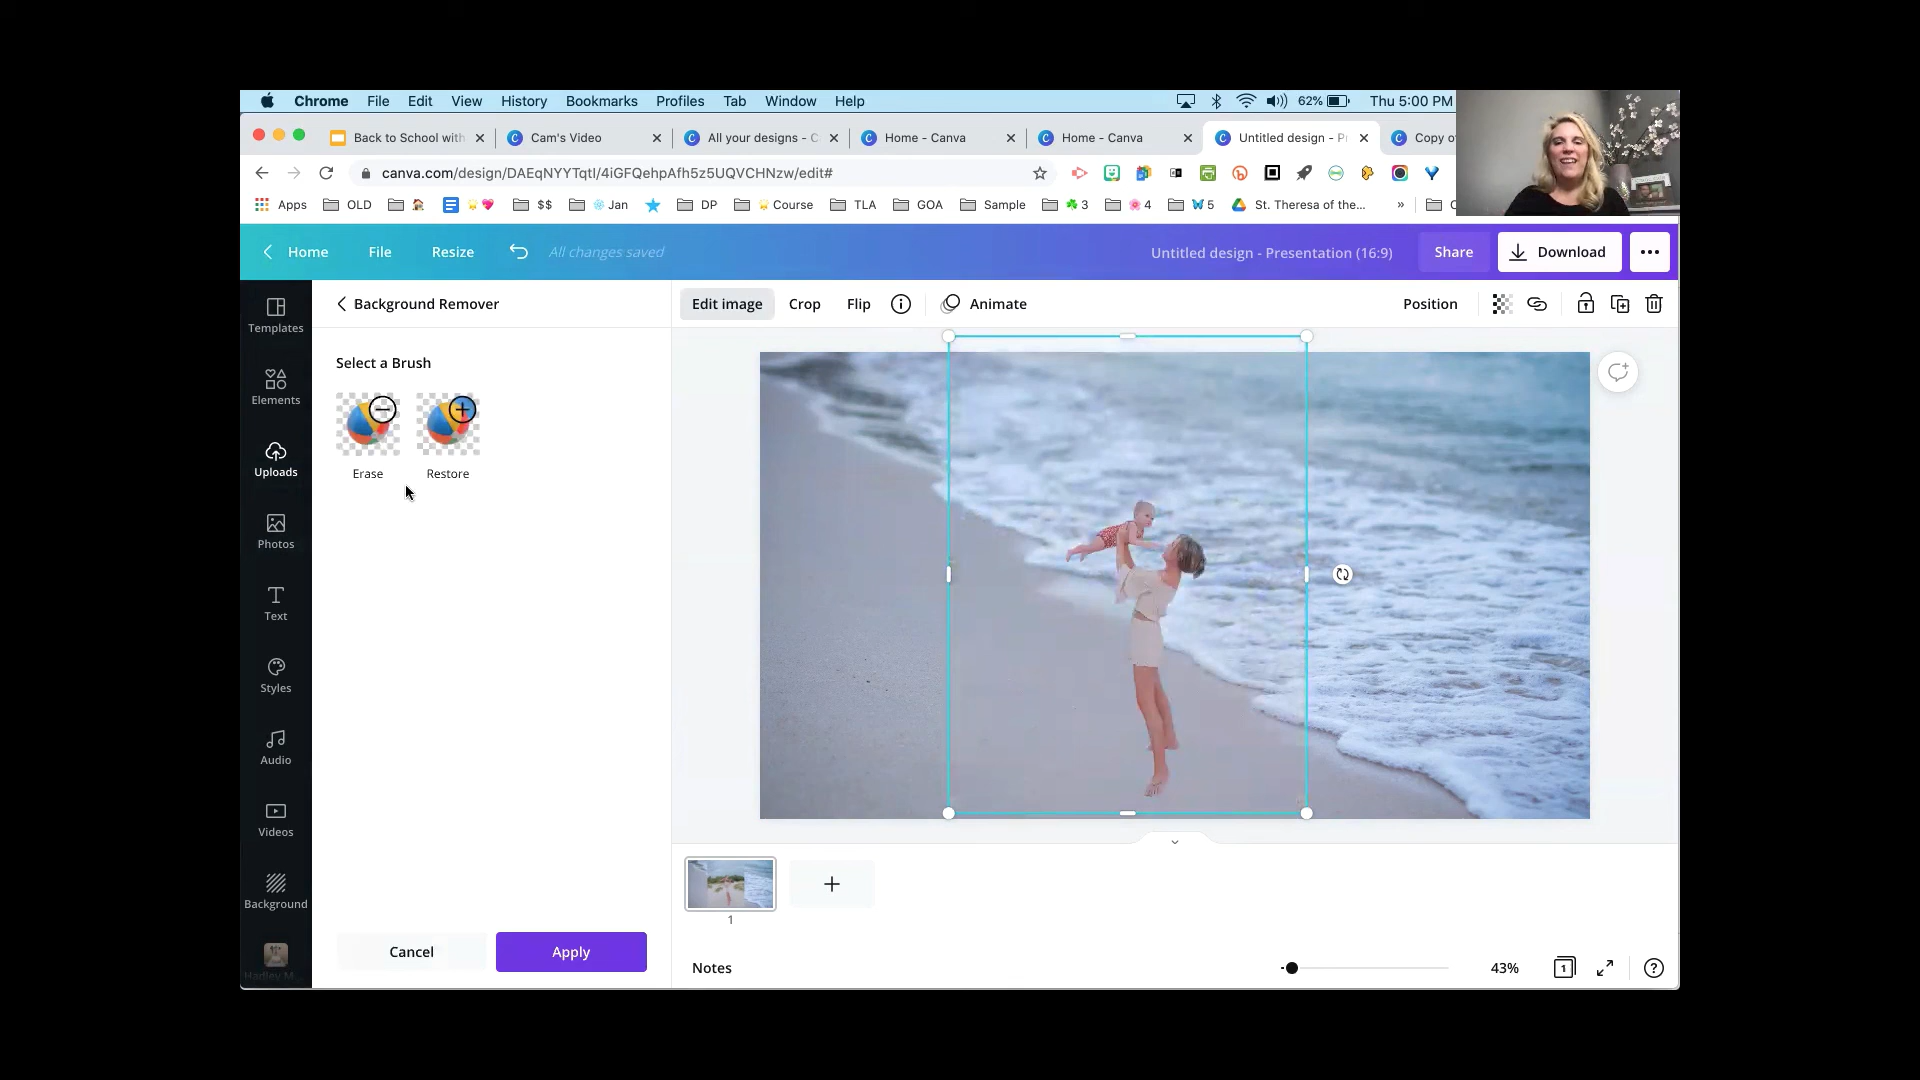 Chrome File Edit View History Bookmarks Profiles Tab Window Help 62% Thu 5:00 PM
Back to School with Cam's Video All your designs - C Home - Canva Home - Canva Untitled design - P Copy o
canva.com/design/DAEqNYYTqtI/4iGFQehpAfh5z5UQVCHNzw/edit#
Apps OLD $$ Jan DP Course TLA GOA Sample 3 4 5 St. Theresa of the... »
Home File Resize All changes saved Untitled design - Presentation (16:9) Share Download
Background Remover
Edit image Crop Flip Animate Position
Templates
Elements
Uploads
Photos
Text
Styles
Audio
Videos
Background
Hadley M...
Select a Brush
Erase Restore
Cancel Apply
1
Notes 43% 1